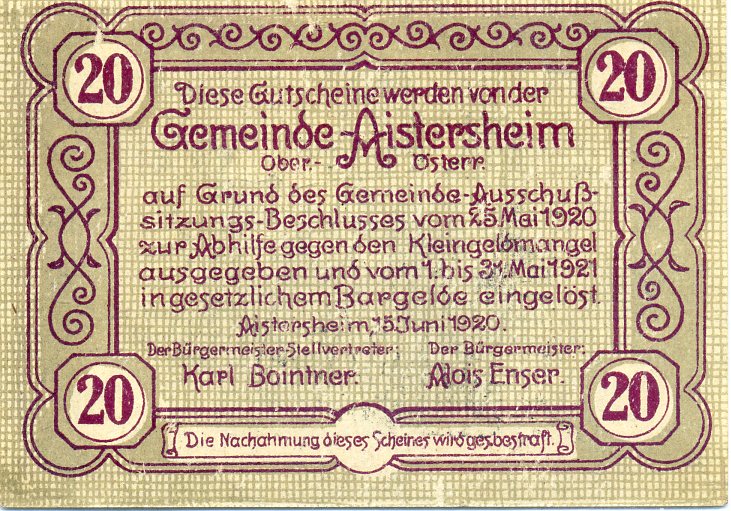 20 20
Diese Gutscheine werden von der
Gemeinde-Aistersheim
Ober.- Österr.
auf Grund des Gemeinde-Ausschuß-
sitzungs-Beschlusses vom 25 Mai 1920
zur Abhilfe gegen den Kleingeldmangel
ausgegeben und vom 1. bis 31. Mai 1921
in gesetzlichem Bargelde eingelöst.
Aistersheim, 15 Juni 1920.
Der Bürgermeister-Stellvertreter: Der Bürgermeister:
Karl Bointner. Alois Enser.
20 20
Die Nachahmung dieses Scheines wird ges. bestraft.